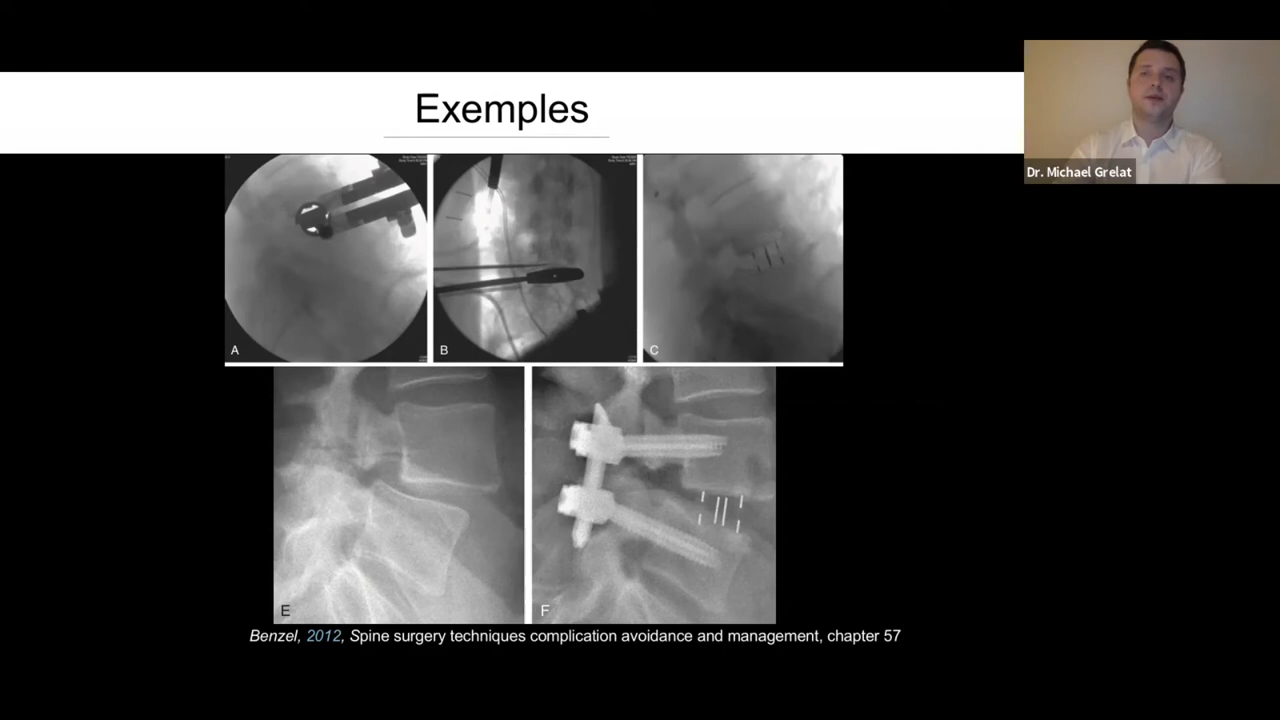 Exemples
Dr. Michael Grelat
A
B
C
E
F
Benzel, 2012, Spine surgery techniques complication avoidance and management, chapter 57